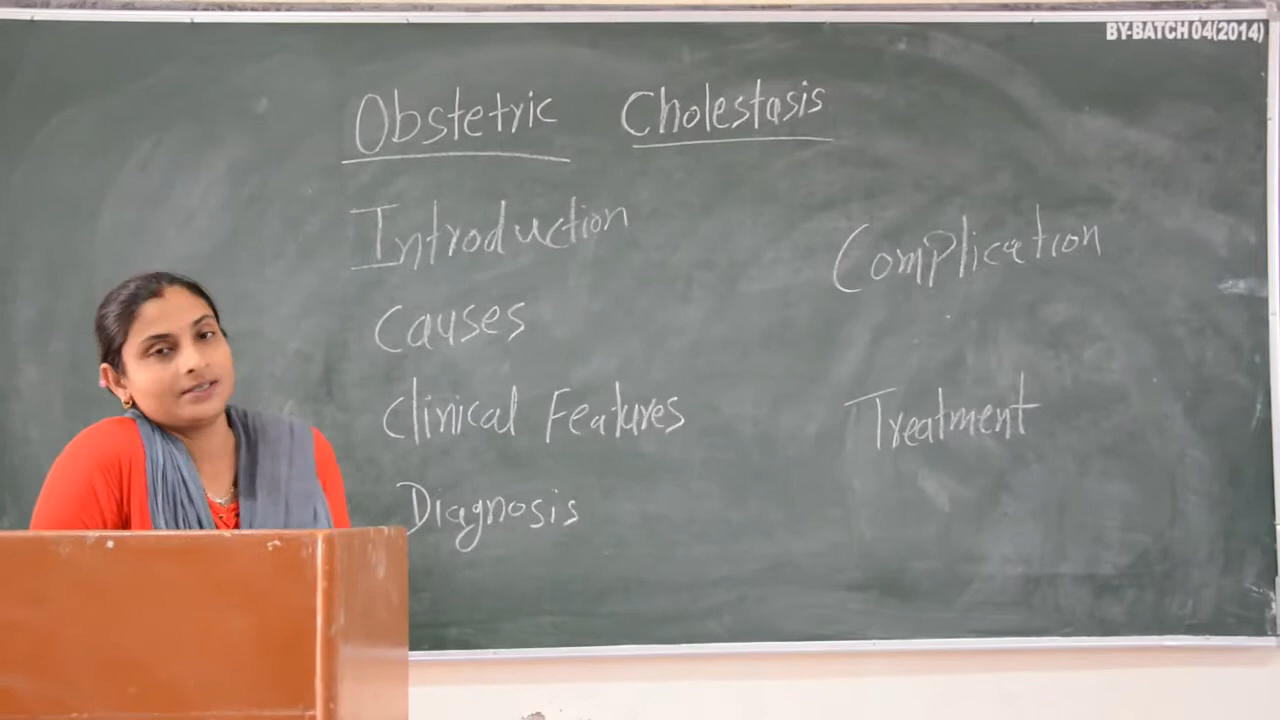 BY-BATCH 04(2014)
Obstetric Cholestasis
Introduction
Causes
Clinical Features
Diagnosis
Complication
Treatment